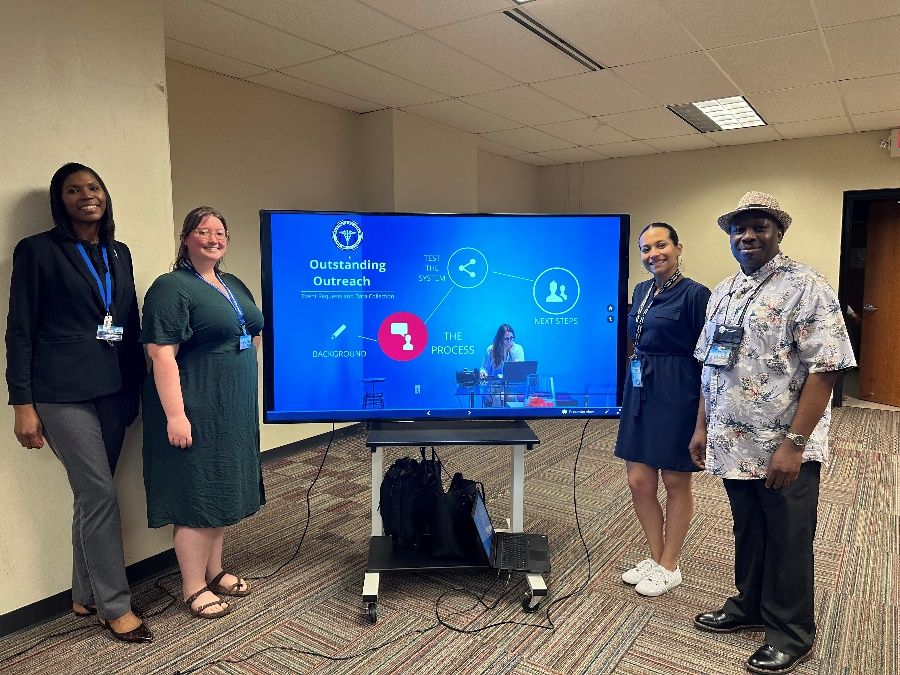 Outstanding
Outreach
Event Requests and Data Collection
TEST
THE
SYSTEM
NEXT STEPS
THE
PROCESS
BACKGROUND